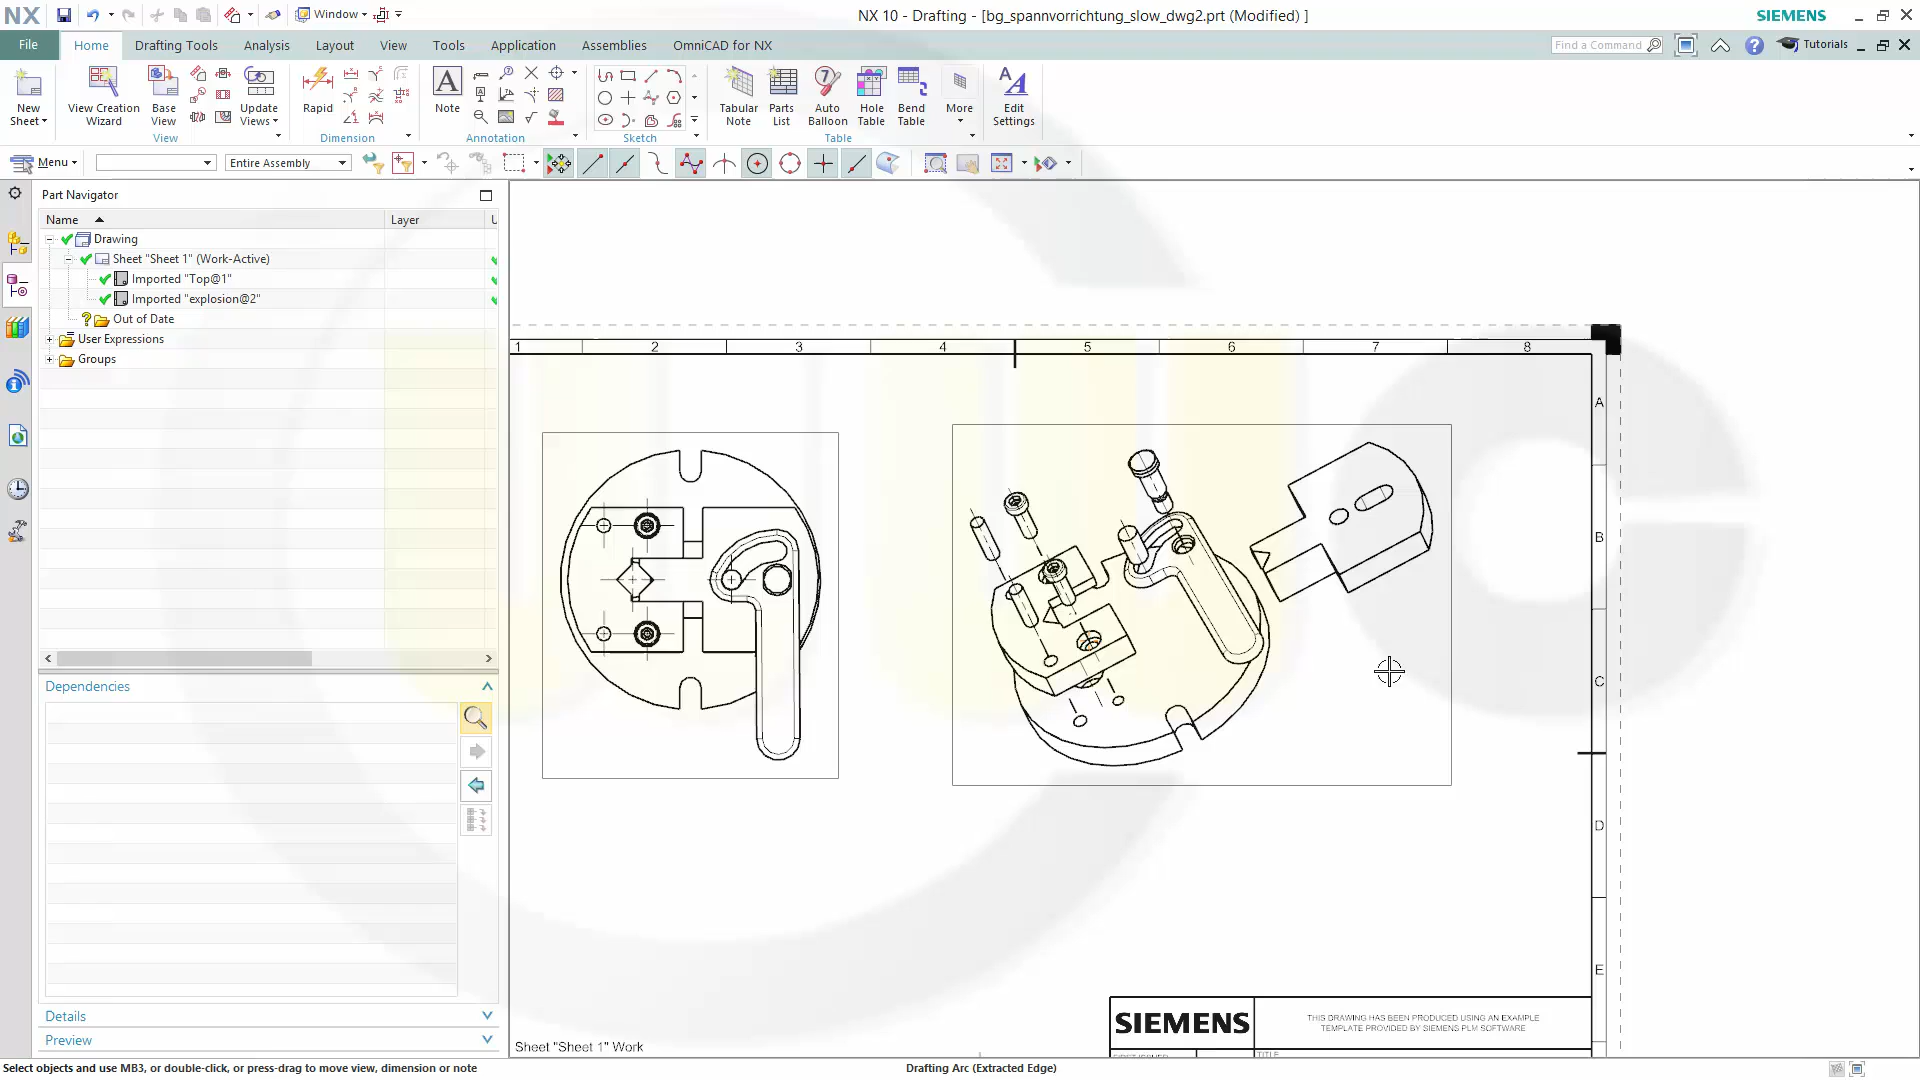 NX
Window
NX 10 - Drafting - [bg_spannvorrichtung_slow_dwg2.prt (Modified) ]
SIEMENS
File
Home
Drafting Tools
Analysis
Layout
View
Tools
Application
Assemblies
OmniCAD for NX
Find a Command
Tutorials
New
Sheet
View Creation
Wizard
Base
View
Update
Views
View
Rapid
Dimension
Note
Annotation
Sketch
Tabular
Note
Parts
List
Auto
Balloon
Hole
Table
Bend
Table
More
Table
Edit
Settings
Menu
Entire Assembly
Part Navigator
Name
Layer
U
Drawing
Sheet "Sheet 1" (Work-Active)
Imported "Top@1"
Imported "explosion@2"
Out of Date
User Expressions
Groups
Dependencies
Details
Preview
1
2
3
4
5
6
7
8
A
B
C
D
E
SIEMENS
THIS DRAWING HAS BEEN PRODUCED USING AN EXAMPLE
TEMPLATE PROVIDED BY SIEMENS PLM SOFTWARE
FIRST ISSUED
TITLE
Sheet "Sheet 1" Work
Select objects and use MB3, or double-click, or press-drag to move view, dimension or note
Drafting Arc (Extracted Edge)